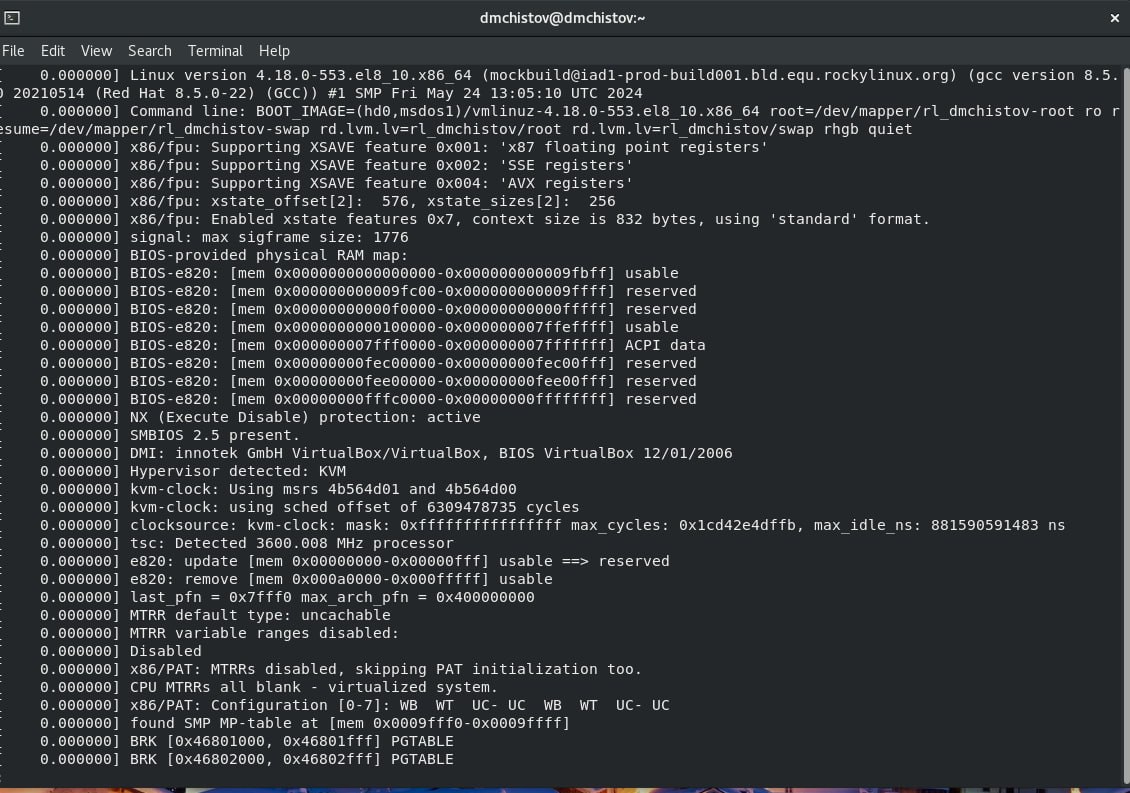 dmchistov@dmchistov:~
File Edit View Search Terminal Help
[    0.000000] Linux version 4.18.0-553.el8_10.x86_64 (mockbuild@iad1-prod-build001.bld.equ.rockylinux.org) (gcc version 8.5.
0 20210514 (Red Hat 8.5.0-22) (GCC)) #1 SMP Fri May 24 13:05:10 UTC 2024
[    0.000000] Command line: BOOT_IMAGE=(hd0,msdos1)/vmlinuz-4.18.0-553.el8_10.x86_64 root=/dev/mapper/rl_dmchistov-root ro r
esume=/dev/mapper/rl_dmchistov-swap rd.lvm.lv=rl_dmchistov/root rd.lvm.lv=rl_dmchistov/swap rhgb quiet
[    0.000000] x86/fpu: Supporting XSAVE feature 0x001: 'x87 floating point registers'
[    0.000000] x86/fpu: Supporting XSAVE feature 0x002: 'SSE registers'
[    0.000000] x86/fpu: Supporting XSAVE feature 0x004: 'AVX registers'
[    0.000000] x86/fpu: xstate_offset[2]:  576, xstate_sizes[2]:  256
[    0.000000] x86/fpu: Enabled xstate features 0x7, context size is 832 bytes, using 'standard' format.
[    0.000000] signal: max sigframe size: 1776
[    0.000000] BIOS-provided physical RAM map:
[    0.000000] BIOS-e820: [mem 0x0000000000000000-0x000000000009fbff] usable
[    0.000000] BIOS-e820: [mem 0x000000000009fc00-0x000000000009ffff] reserved
[    0.000000] BIOS-e820: [mem 0x00000000000f0000-0x00000000000fffff] reserved
[    0.000000] BIOS-e820: [mem 0x0000000000100000-0x000000007ffeffff] usable
[    0.000000] BIOS-e820: [mem 0x000000007fff0000-0x000000007fffffff] ACPI data
[    0.000000] BIOS-e820: [mem 0x00000000fec00000-0x00000000fec00fff] reserved
[    0.000000] BIOS-e820: [mem 0x00000000fee00000-0x00000000fee00fff] reserved
[    0.000000] BIOS-e820: [mem 0x00000000fffc0000-0x00000000ffffffff] reserved
[    0.000000] NX (Execute Disable) protection: active
[    0.000000] SMBIOS 2.5 present.
[    0.000000] DMI: innotek GmbH VirtualBox/VirtualBox, BIOS VirtualBox 12/01/2006
[    0.000000] Hypervisor detected: KVM
[    0.000000] kvm-clock: Using msrs 4b564d01 and 4b564d00
[    0.000000] kvm-clock: using sched offset of 6309478735 cycles
[    0.000000] clocksource: kvm-clock: mask: 0xffffffffffffffff max_cycles: 0x1cd42e4dffb, max_idle_ns: 881590591483 ns
[    0.000000] tsc: Detected 3600.008 MHz processor
[    0.000000] e820: update [mem 0x00000000-0x00000fff] usable ==> reserved
[    0.000000] e820: remove [mem 0x000a0000-0x000fffff] usable
[    0.000000] last_pfn = 0x7fff0 max_arch_pfn = 0x400000000
[    0.000000] MTRR default type: uncachable
[    0.000000] MTRR variable ranges disabled:
[    0.000000] Disabled
[    0.000000] x86/PAT: MTRRs disabled, skipping PAT initialization too.
[    0.000000] CPU MTRRs all blank - virtualized system.
[    0.000000] x86/PAT: Configuration [0-7]: WB  WT  UC- UC  WB  WT  UC- UC
[    0.000000] found SMP MP-table at [mem 0x0009fff0-0x0009ffff]
[    0.000000] BRK [0x46801000, 0x46801fff] PGTABLE
[    0.000000] BRK [0x46802000, 0x46802fff] PGTABLE
: